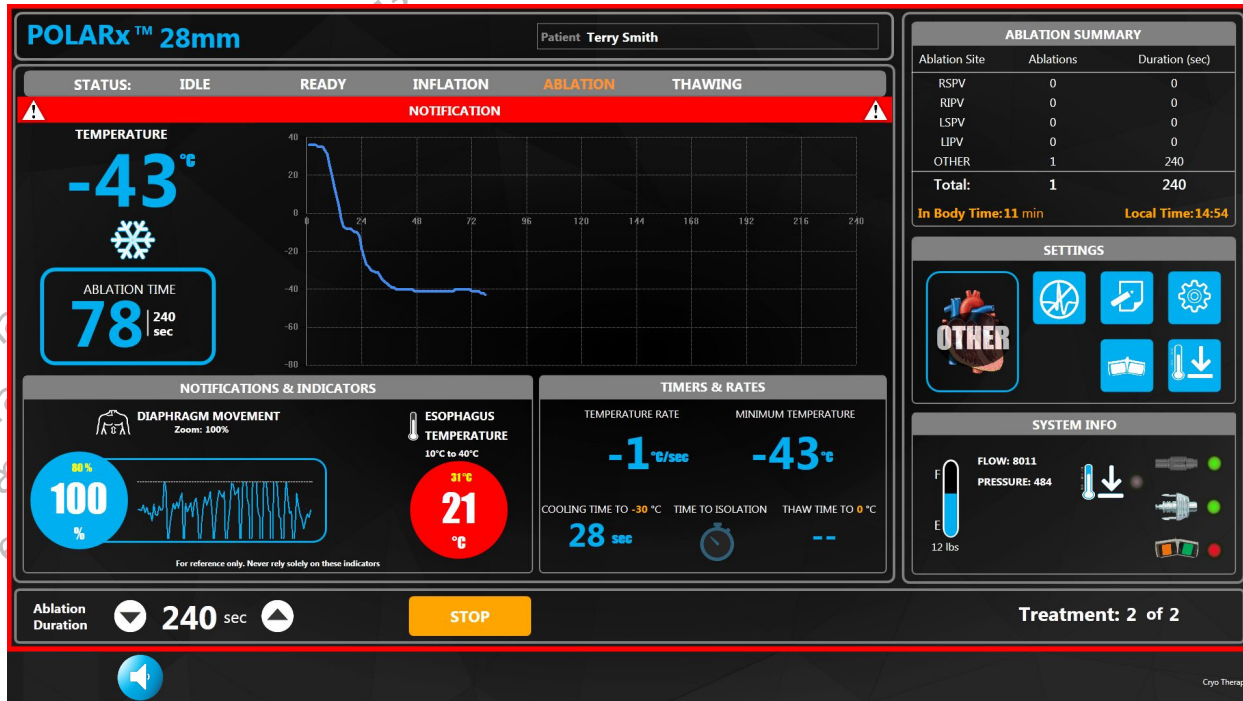 POLARx™ 28mm
Patient Terry Smith
STATUS: IDLE READY INFLATION ABLATION THAWING
NOTIFICATION
TEMPERATURE
-43 °C
ABLATION TIME
78 240 sec
40
20
0
0 24 48 72 96 120 144 168 192 216 240
-20
-40
-60
-80
NOTIFICATIONS & INDICATORS
DIAPHRAGM MOVEMENT
Zoom: 100%
80 %
100
%
ESOPHAGUS
TEMPERATURE
10°C to 40°C
31°C
21
°C
For reference only. Never rely solely on these indicators
TIMERS & RATES
TEMPERATURE RATE MINIMUM TEMPERATURE
-1 °C/sec -43 °C
COOLING TIME TO -30 °C TIME TO ISOLATION THAW TIME TO 0 °C
28 sec --
ABLATION SUMMARY
Ablation Site Ablations Duration (sec)
RSPV 0 0
RIPV 0 0
LSPV 0 0
LIPV 0 0
OTHER 1 240
Total: 1 240
In Body Time:11 min Local Time:14:54
SETTINGS
OTHER
SYSTEM INFO
F
E
12 lbs
FLOW: 8011
PRESSURE: 484
Ablation
Duration
240 sec
STOP
Treatment: 2 of 2